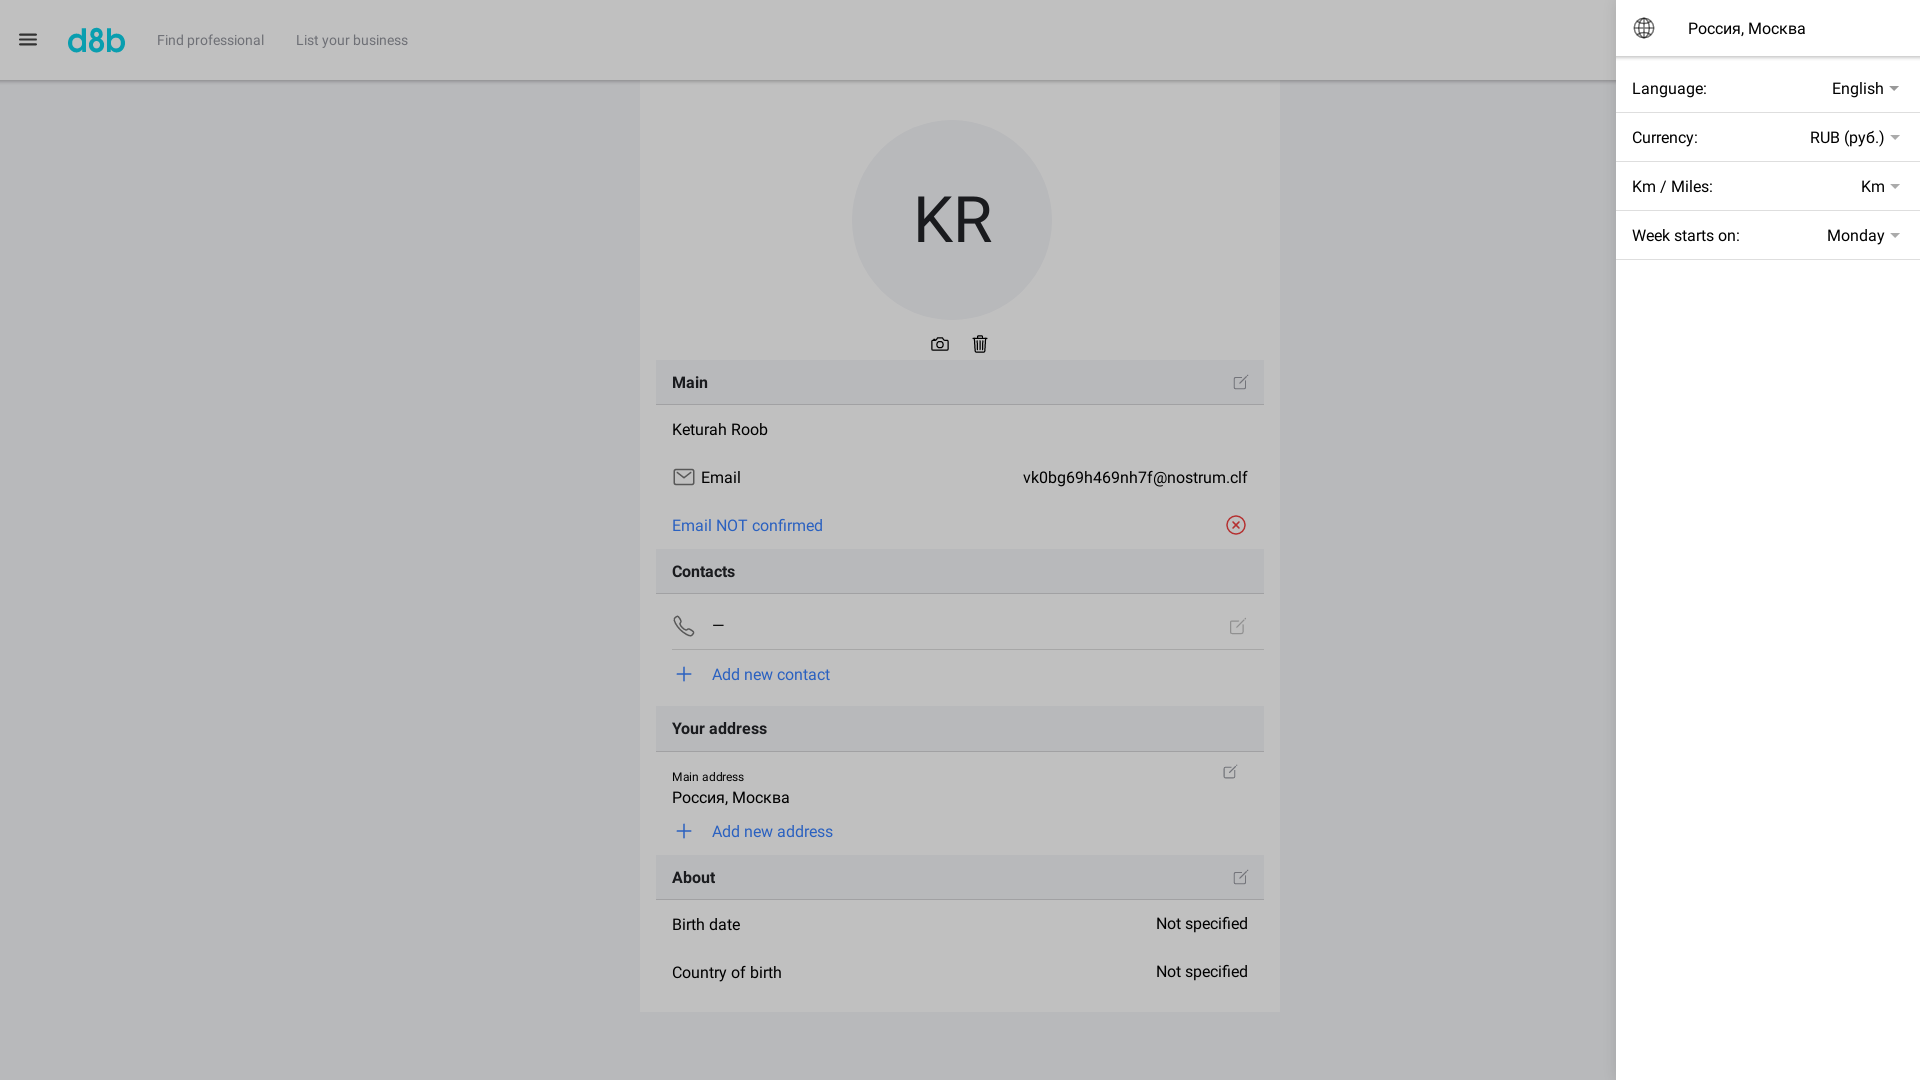 d8b
Find professional
List your business
Россия, Москва
Language:
English
Currency:
RUB (руб.)
Km / Miles:
Km
Week starts on:
Monday
KR
Main
Keturah Roob
Email
vk0bg69h469nh7f@nostrum.clf
Email NOT confirmed
Contacts
—
Add new contact
Your address
Main address
Россия, Москва
Add new address
About
Birth date
Not specified
Country of birth
Not specified